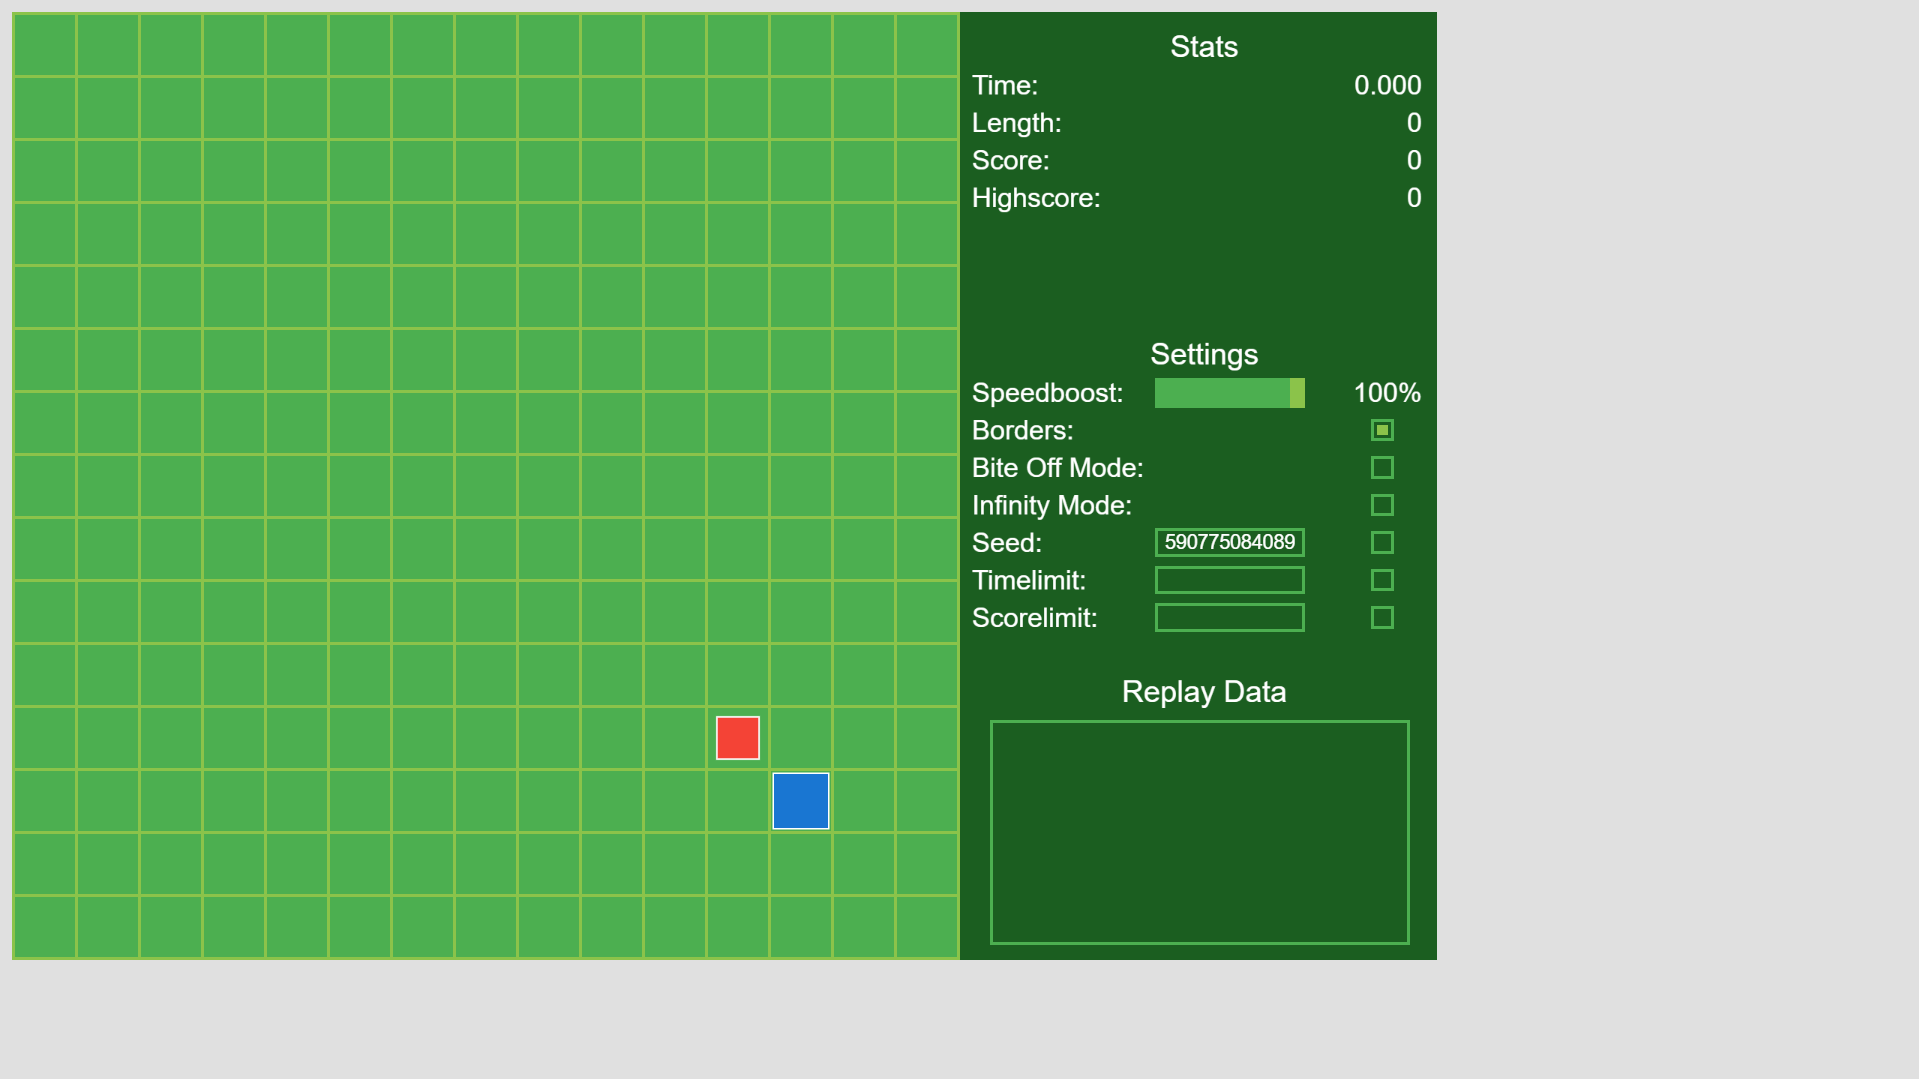 Stats
Time: 0.000
Length: 0
Score: 0
Highscore: 0
Settings
Speedboost: 100%
Borders:
Bite Off Mode:
Infinity Mode:
Seed: 590775084089
Timelimit:
Scorelimit:
Replay Data